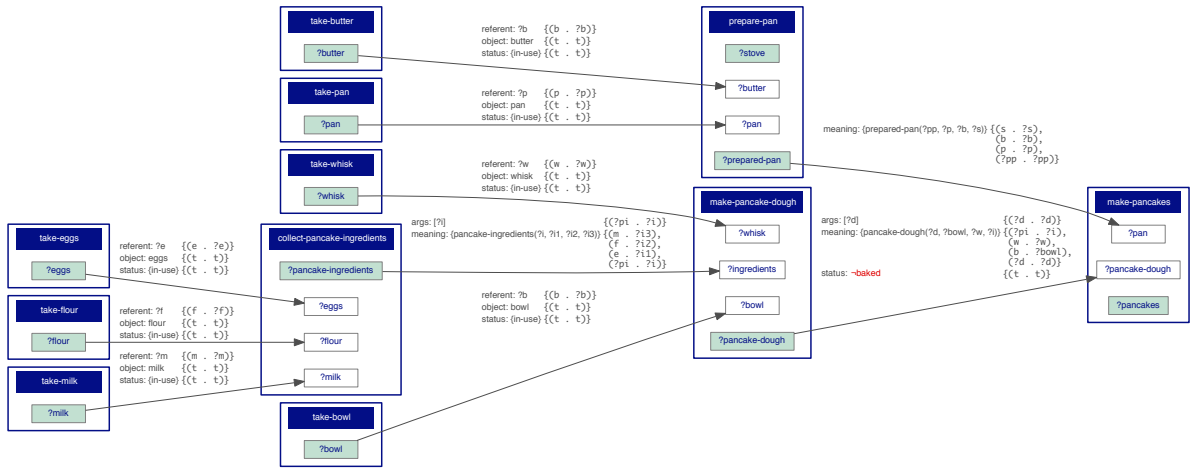 take-butter
?butter
referent: ?b {(b . ?b)}
object: butter {(t . t)}
status: {in-use} {(t . t)}
prepare-pan
?stove
?butter
?pan
?prepared-pan
take-pan
?pan
referent: ?p {(p . ?p)}
object: pan {(t . t)}
status: {in-use} {(t . t)}
meaning: {prepared-pan(?pp, ?p, ?b, ?s)} {(s . ?s),
(b . ?b),
(p . ?p),
(?pp . ?pp)}
take-whisk
?whisk
referent: ?w {(w . ?w)}
object: whisk {(t . t)}
status: {in-use} {(t . t)}
take-eggs
?eggs
referent: ?e {(e . ?e)}
object: eggs {(t . t)}
status: {in-use} {(t . t)}
collect-pancake-ingredients
?pancake-ingredients
?eggs
?flour
?milk
args: [?i] {(?pi . ?i)}
meaning: {pancake-ingredients(?i, ?i1, ?i2, ?i3)} {(m . ?i3),
(f . ?i2),
(e . ?i1),
(?pi . ?i)}
make-pancake-dough
?whisk
?ingredients
?bowl
?pancake-dough
args: [?d] {(?d . ?d)}
meaning: {pancake-dough(?d, ?bowl, ?w, ?i)} {(?pi . ?i),
(w . ?w),
(b . ?bowl),
(?d . ?d)}
status: ¬baked {(t . t)}
make-pancakes
?pan
?pancake-dough
?pancakes
take-flour
?flour
referent: ?f {(f . ?f)}
object: flour {(t . t)}
status: {in-use} {(t . t)}
referent: ?b {(b . ?b)}
object: bowl {(t . t)}
status: {in-use} {(t . t)}
take-milk
?milk
referent: ?m {(m . ?m)}
object: milk {(t . t)}
status: {in-use} {(t . t)}
take-bowl
?bowl